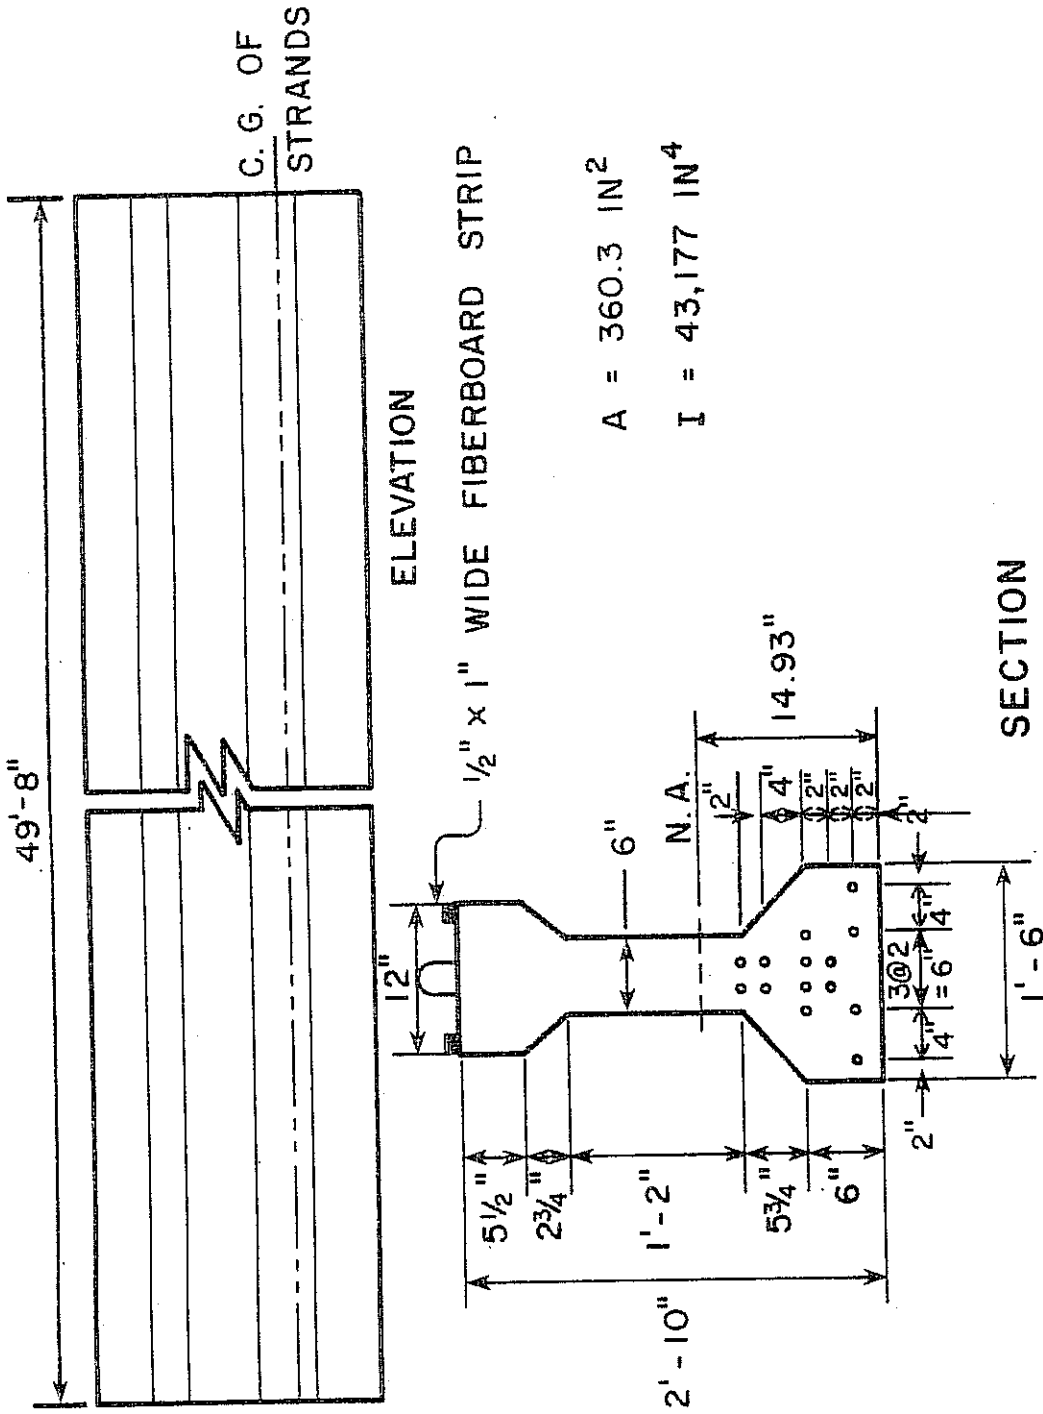 49'-8"
C. G. OF
STRANDS
ELEVATION
1/2" x 1" WIDE FIBERBOARD STRIP
12"
6"
N. A.
14.93"
12"
4"
2"
2"
2"
2"
5 1/2"
2 3/4"
1'-2"
5 3/4"
6"
2'-10"
2"
4"
3@2
=6"
4"
1'-6"
A = 360.3 IN²
I = 43,177 IN⁴
SECTION